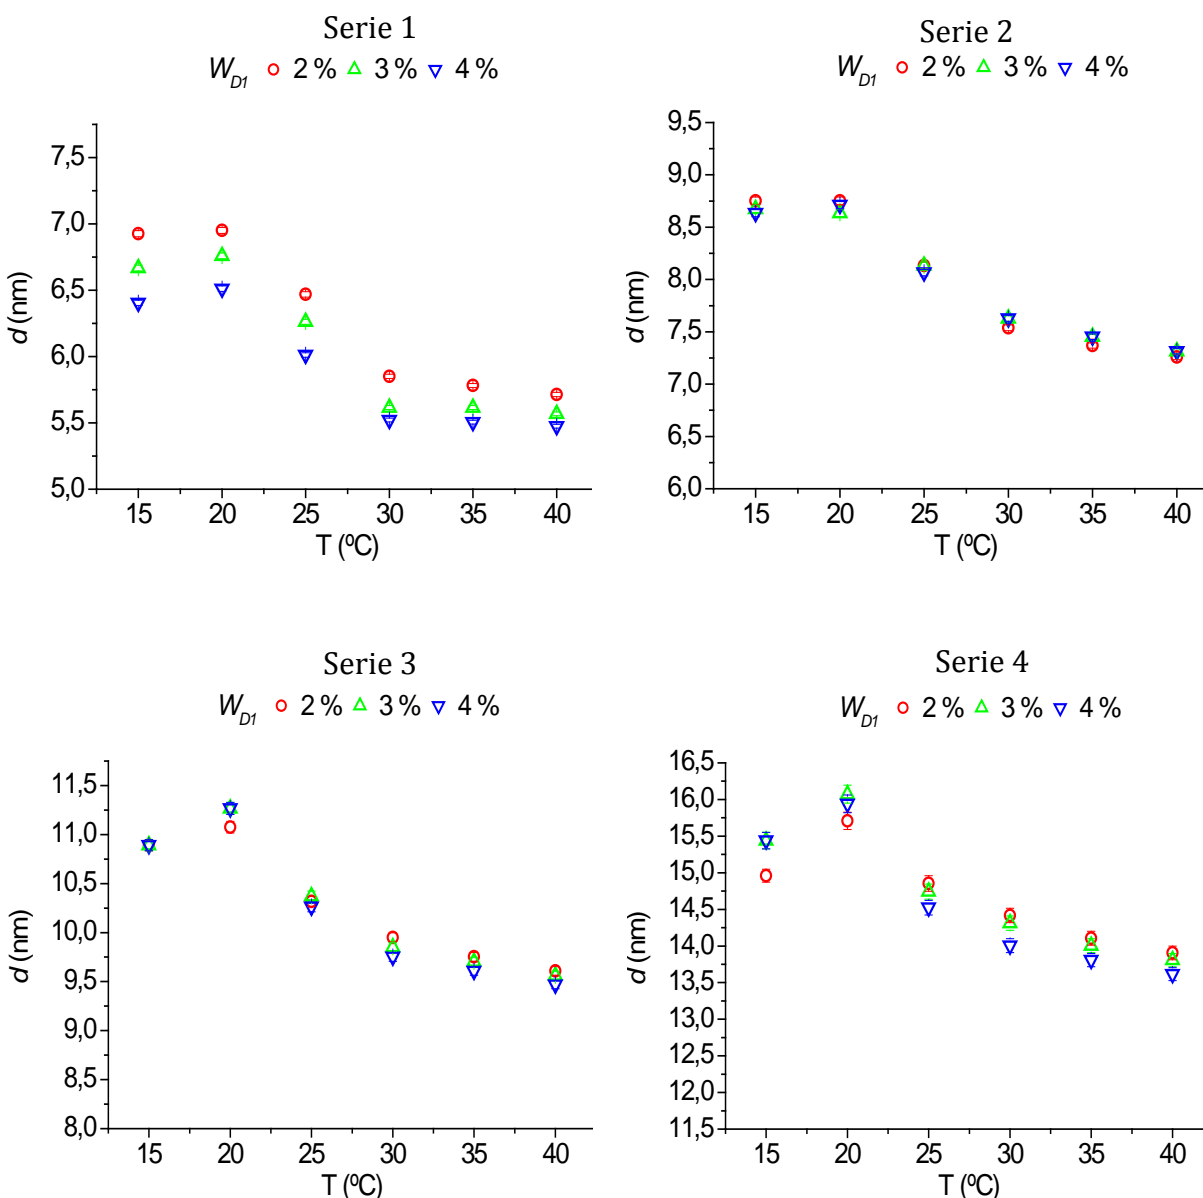 Serie 1
W_D1 2 % 3 % 4 %
7,5
7,0
6,5
6,0
5,5
5,0
d (nm)
15 20 25 30 35 40
T (ºC)
Serie 2
W_D1 2 % 3 % 4 %
9,5
9,0
8,5
8,0
7,5
7,0
6,5
6,0
d (nm)
15 20 25 30 35 40
T (ºC)
Serie 3
W_D1 2 % 3 % 4 %
11,5
11,0
10,5
10,0
9,5
9,0
8,5
8,0
d (nm)
15 20 25 30 35 40
T (ºC)
Serie 4
W_D1 2 % 3 % 4 %
16,5
16,0
15,5
15,0
14,5
14,0
13,5
13,0
12,5
12,0
11,5
d (nm)
15 20 25 30 35 40
T (ºC)